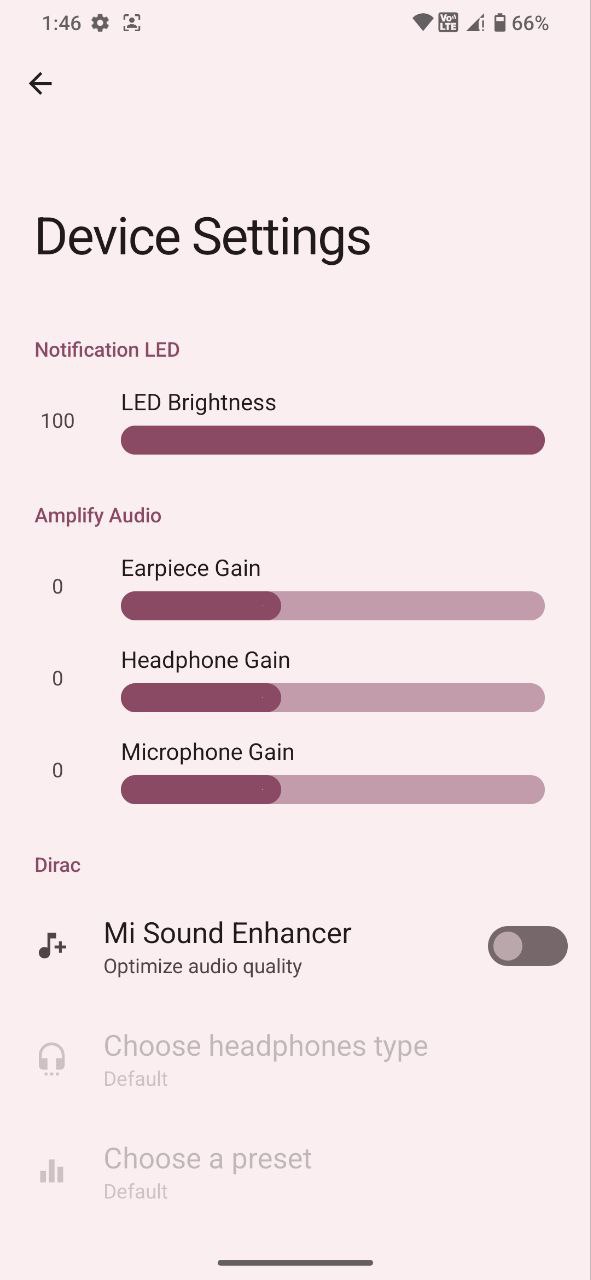 1:46
Vo
LTE
66%
Device Settings
Notification LED
LED Brightness
100
Amplify Audio
Earpiece Gain
0
Headphone Gain
0
Microphone Gain
0
Dirac
Mi Sound Enhancer
Optimize audio quality
Choose headphones type
Default
Choose a preset
Default